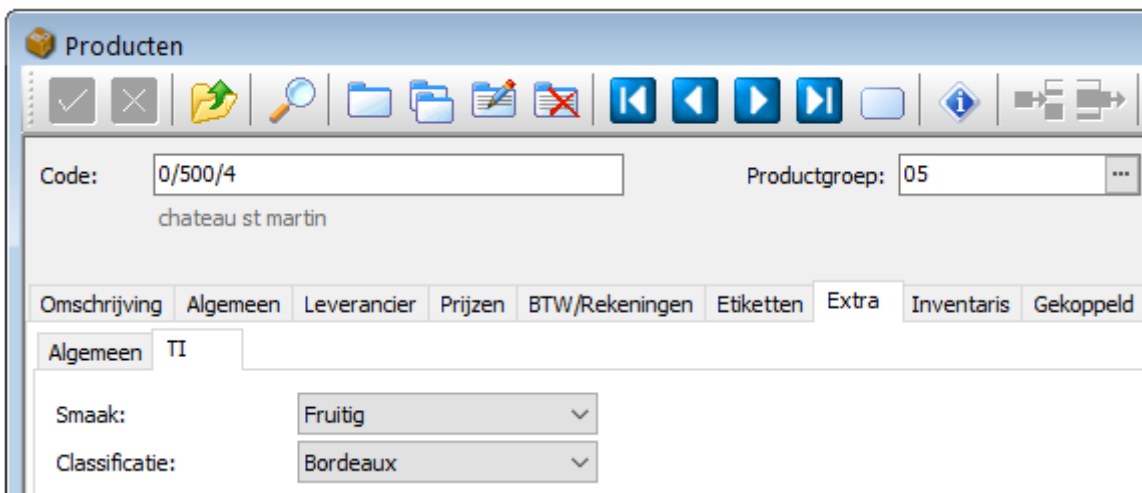 Producten
Code: 0/500/4 Productgroep: 05 ...
chateau st martin
Omschrijving Algemeen Leverancier Prijzen BTW/Rekeningen Etiketten Extra Inventaris Gekoppeld
Algemeen TI
Smaak: Fruitig
Classificatie: Bordeaux